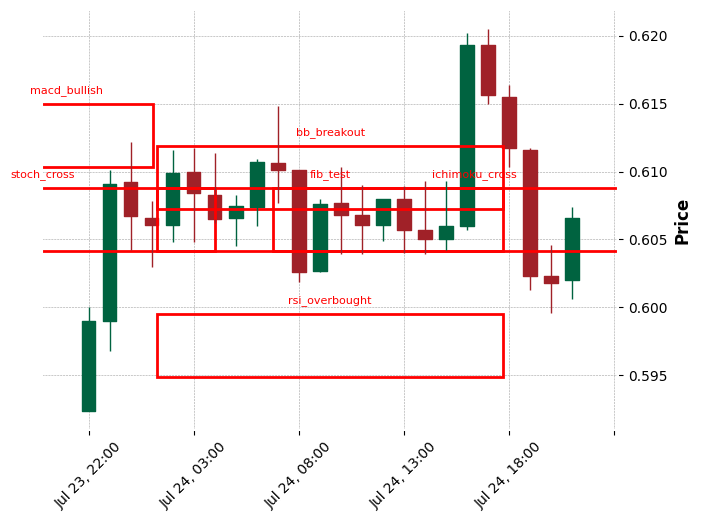 0.620
macd_bullish
0.615
bb_breakout
stoch_cross
fib_test
ichimoku_cross
0.610
0.605
rsi_overbought
0.600
0.595
Price
Jul 23, 22:00
Jul 24, 03:00
Jul 24, 08:00
Jul 24, 13:00
Jul 24, 18:00